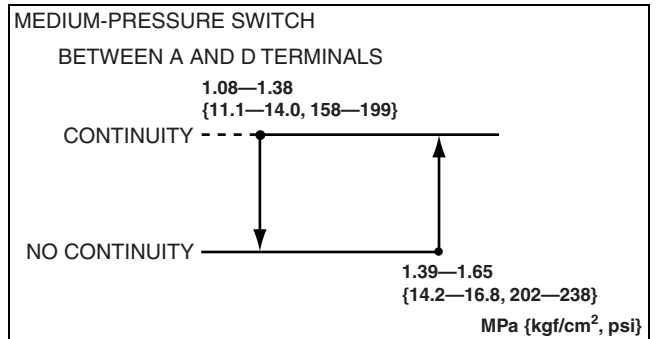 MEDIUM-PRESSURE SWITCH
BETWEEN A AND D TERMINALS
1.08—1.38
{11.1—14.0, 158—199}
CONTINUITY
NO CONTINUITY
1.39—1.65
{14.2—16.8, 202—238}
MPa {kgf/cm², psi}